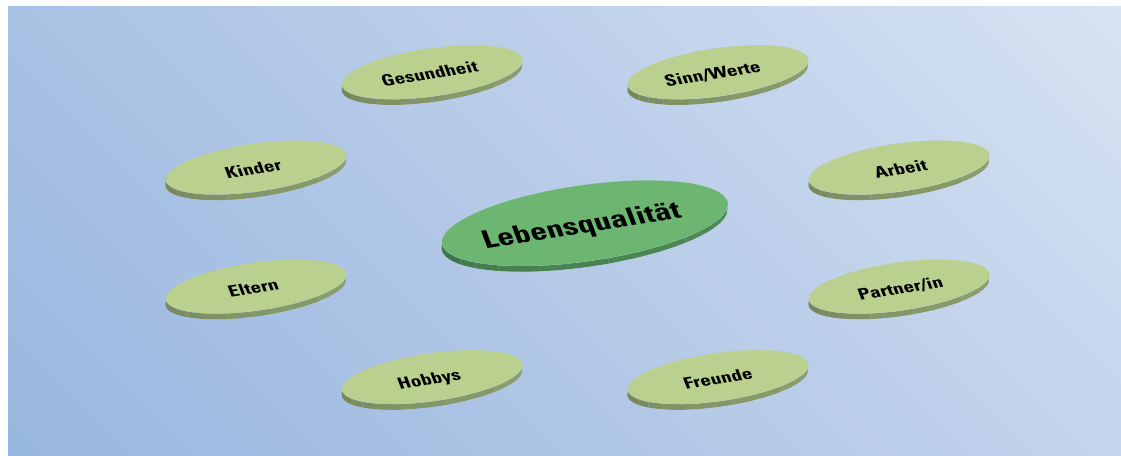 Gesundheit
Sinn/Werte
Kinder
Arbeit
Lebensqualität
Eltern
Partner/in
Hobbys
Freunde